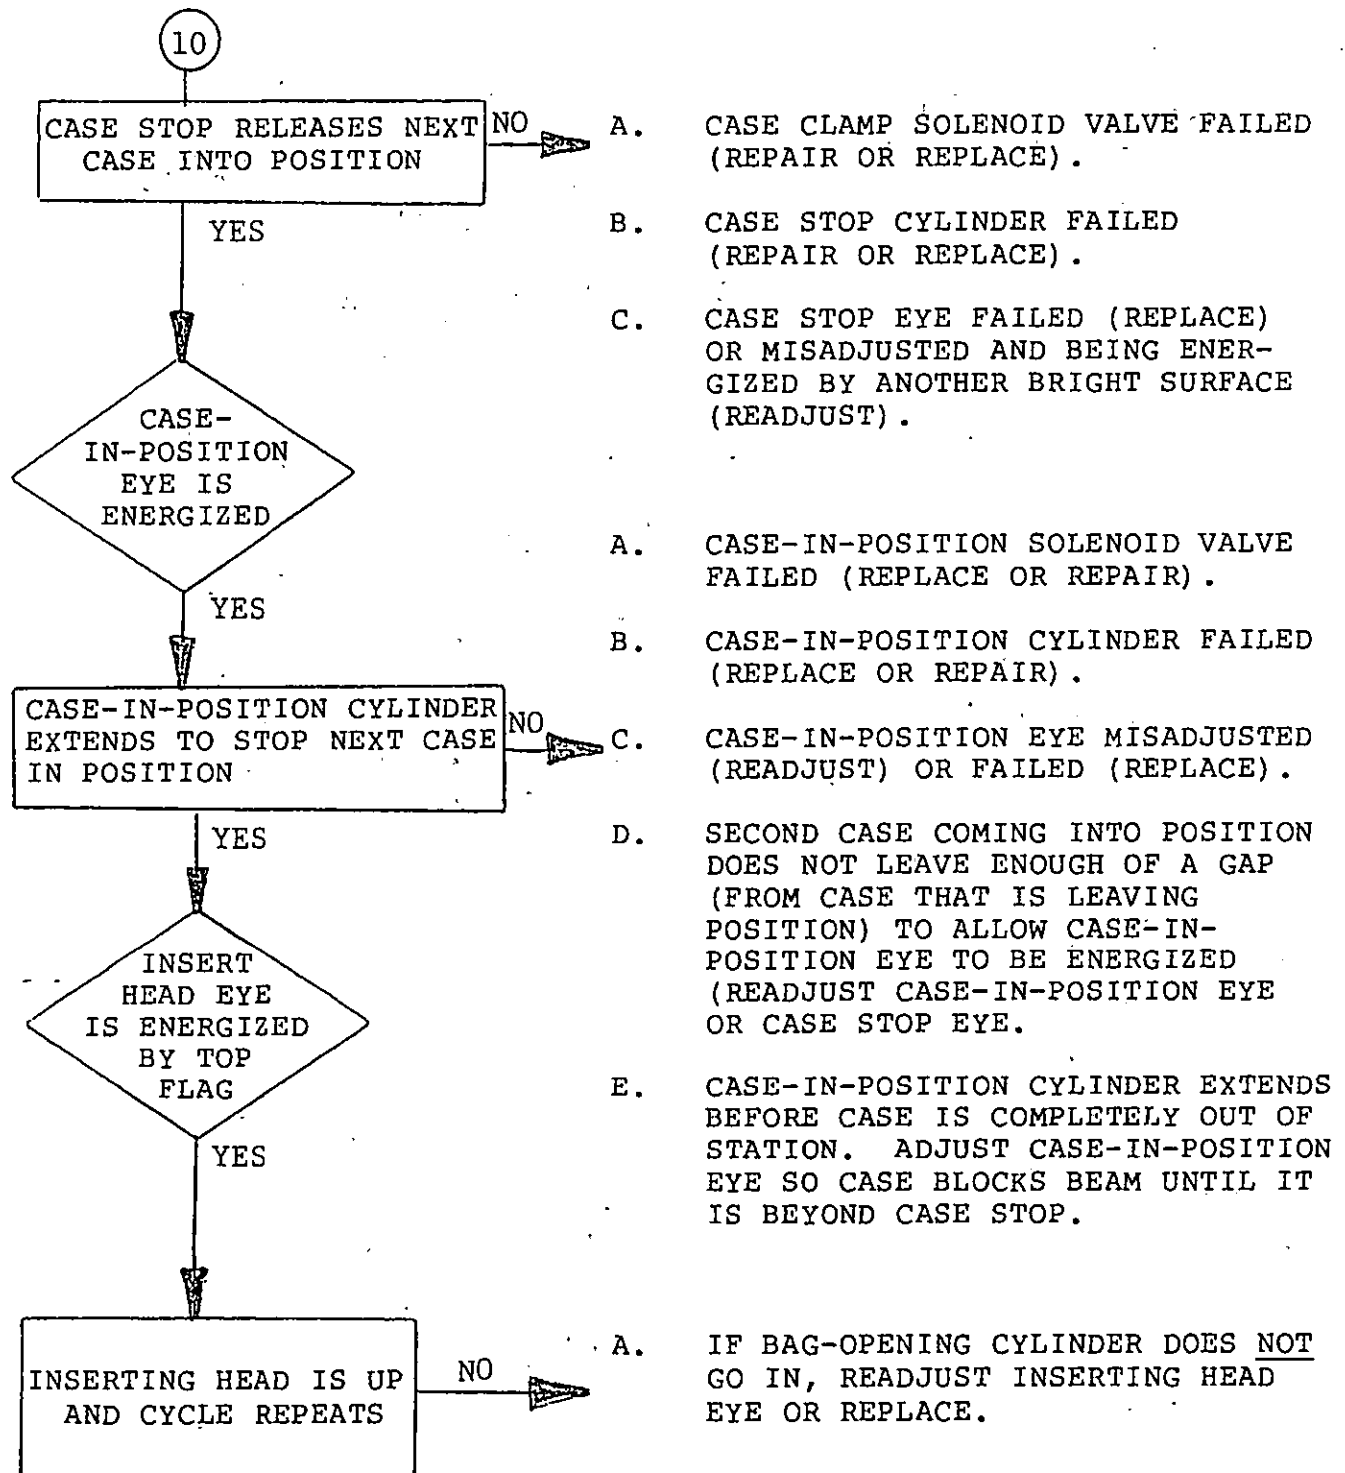 10
CASE STOP RELEASES NEXT
CASE INTO POSITION
NO
A. CASE CLAMP SOLENOID VALVE FAILED
(REPAIR OR REPLACE).
YES
B. CASE STOP CYLINDER FAILED
(REPAIR OR REPLACE).
C. CASE STOP EYE FAILED (REPLACE)
OR MISADJUSTED AND BEING ENER-
GIZED BY ANOTHER BRIGHT SURFACE
(READJUST).
CASE-
IN-POSITION
EYE IS
ENERGIZED
YES
A. CASE-IN-POSITION SOLENOID VALVE
FAILED (REPLACE OR REPAIR).
B. CASE-IN-POSITION CYLINDER FAILED
(REPLACE OR REPAIR).
CASE-IN-POSITION CYLINDER
EXTENDS TO STOP NEXT CASE
IN POSITION
NO
C. CASE-IN-POSITION EYE MISADJUSTED
(READJUST) OR FAILED (REPLACE).
YES
D. SECOND CASE COMING INTO POSITION
DOES NOT LEAVE ENOUGH OF A GAP
(FROM CASE THAT IS LEAVING
POSITION) TO ALLOW CASE-IN-
POSITION EYE TO BE ENERGIZED
(READJUST CASE-IN-POSITION EYE
OR CASE STOP EYE.
INSERT
HEAD EYE
IS ENERGIZED
BY TOP
FLAG
YES
E. CASE-IN-POSITION CYLINDER EXTENDS
BEFORE CASE IS COMPLETELY OUT OF
STATION. ADJUST CASE-IN-POSITION
EYE SO CASE BLOCKS BEAM UNTIL IT
IS BEYOND CASE STOP.
INSERTING HEAD IS UP
AND CYCLE REPEATS
NO
A. IF BAG-OPENING CYLINDER DOES NOT
GO IN, READJUST INSERTING HEAD
EYE OR REPLACE.